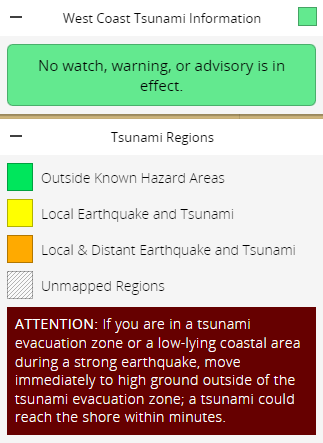 West Coast Tsunami Information
No watch, warning, or advisory is in
effect.
Tsunami Regions
Outside Known Hazard Areas
Local Earthquake and Tsunami
Local & Distant Earthquake and Tsunami
Unmapped Regions
ATTENTION: If you are in a tsunami
evacuation zone or a low-lying coastal area
during a strong earthquake, move
immediately to high ground outside of the
tsunami evacuation zone; a tsunami could
reach the shore within minutes.